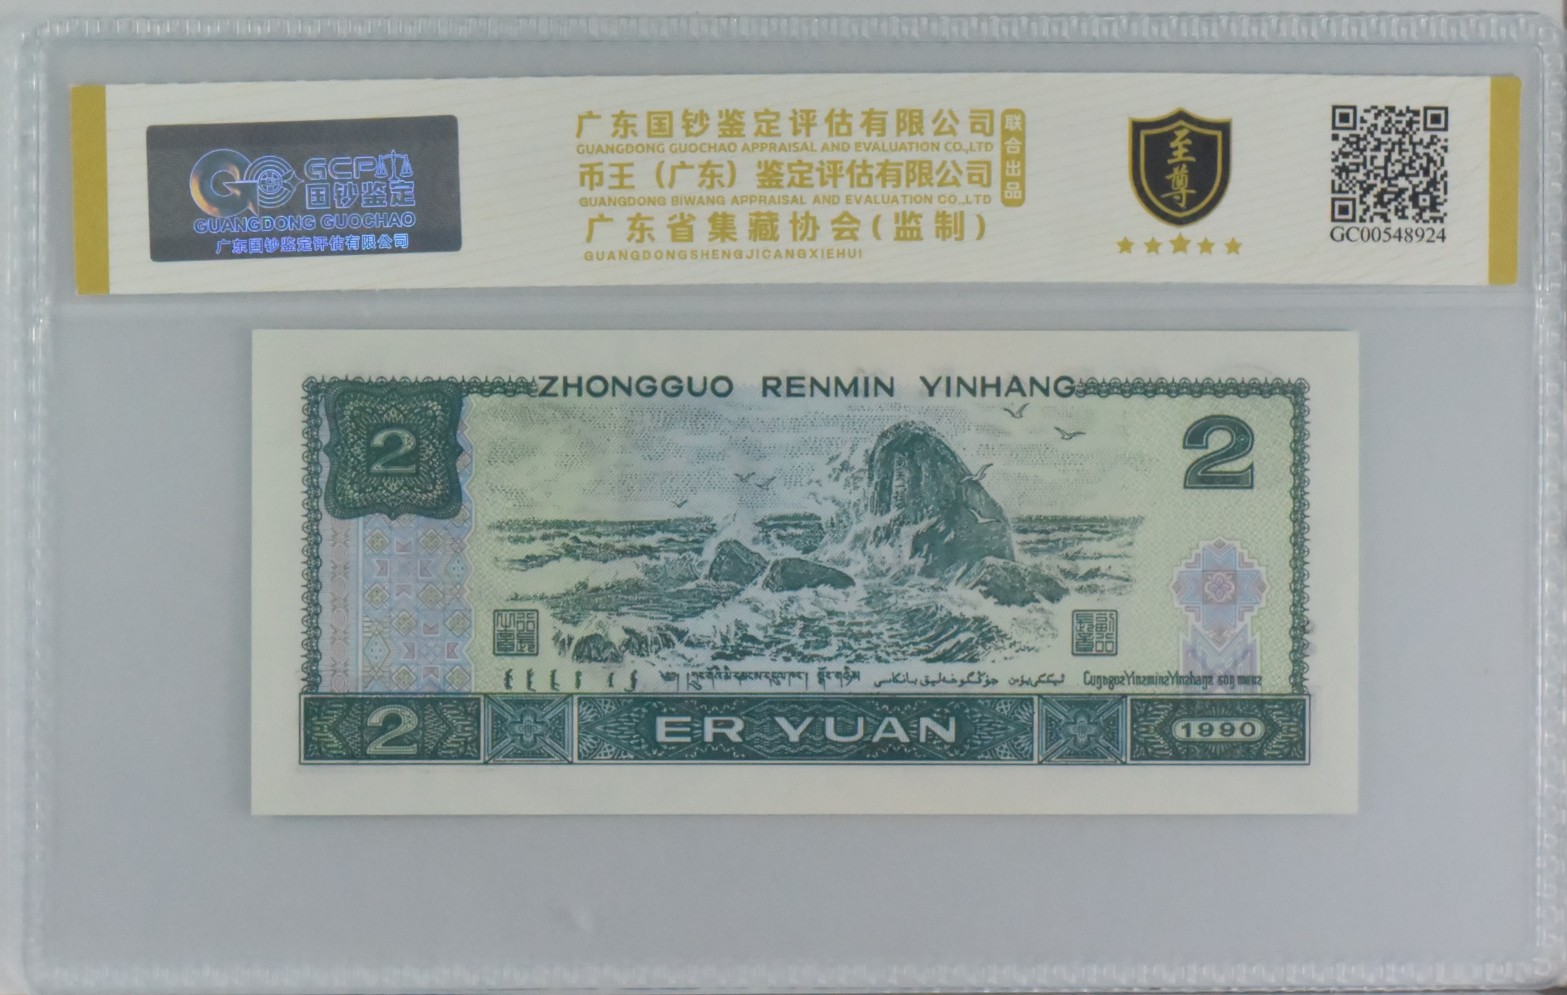 GCP
国钞鉴定
GUANGDONG GUOCHAO
广东国钞鉴定评估有限公司
广东国钞鉴定评估有限公司
GUANGDONG GUOCHAO APPRAISAL AND EVALUATION CO.,LTD
币王（广东）鉴定评估有限公司
GUANGDONG BIWANG APPRAISAL AND EVALUATION CO.,LTD
联合出品
广东省集藏协会(监制)
GUANGDONGSHENGJICANGXIEHUI
至尊
GC00548924
ZHONGGUO RENMIN YINHANG
2
2
2
ER YUAN
1990